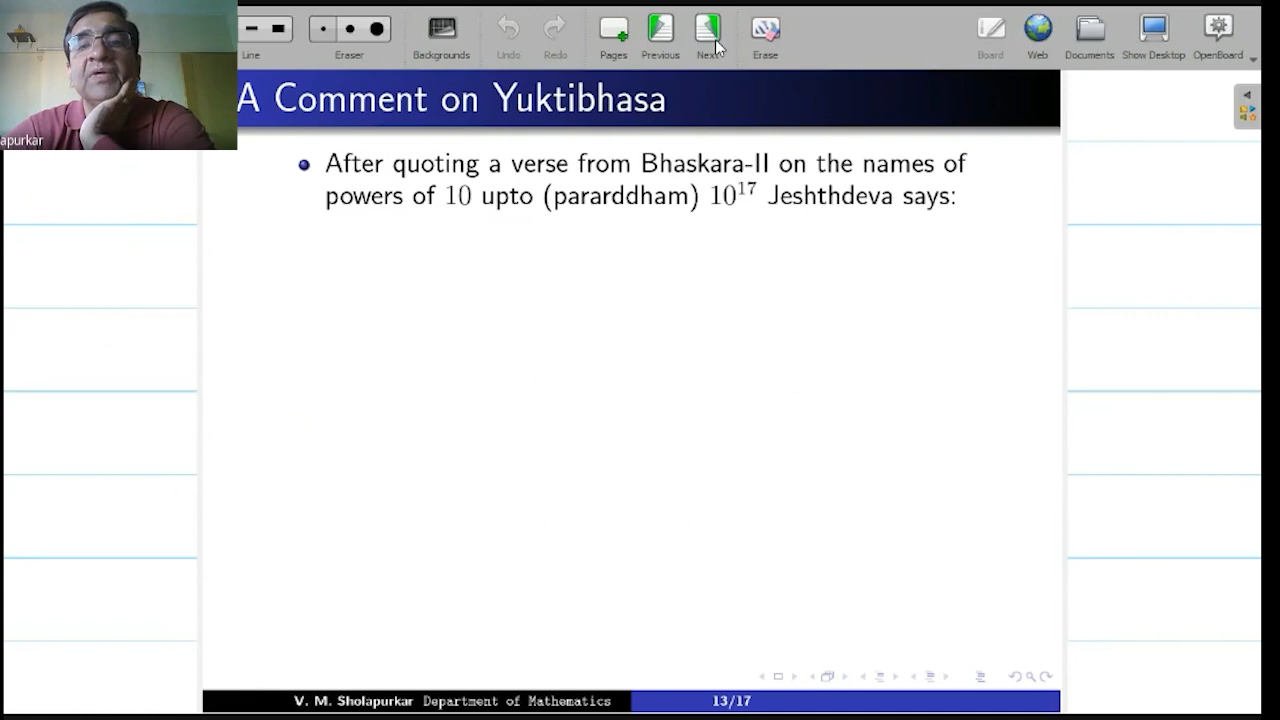 Line
Eraser
Backgrounds
Undo
Redo
Pages
Previous
Next
Erase
Board
Web
Documents
Show Desktop
OpenBoard
apurkar
A Comment on Yuktibhasa
After quoting a verse from Bhaskara-II on the names of
powers of 10 upto (pararddham) 10^17 Jeshthdeva says:
V. M. Sholapurkar Department of Mathematics 13/17